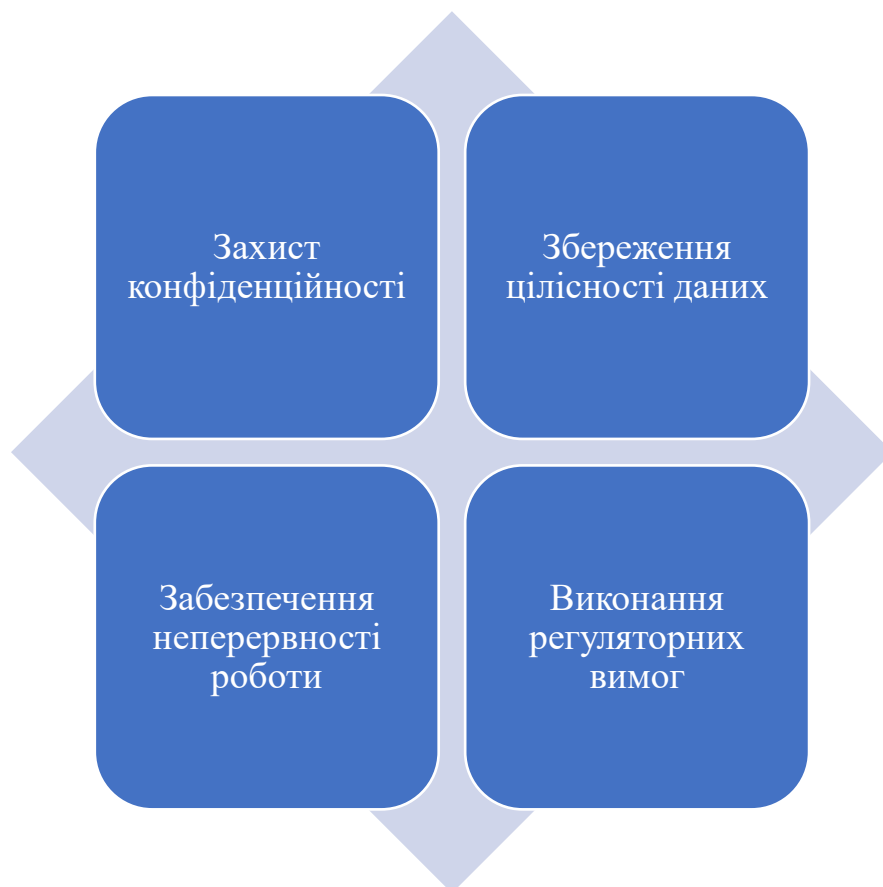 Захист
конфіденційності
Збереження
цілісності даних
Забезпечення
неперервності
роботи
Виконання
регуляторних
вимог